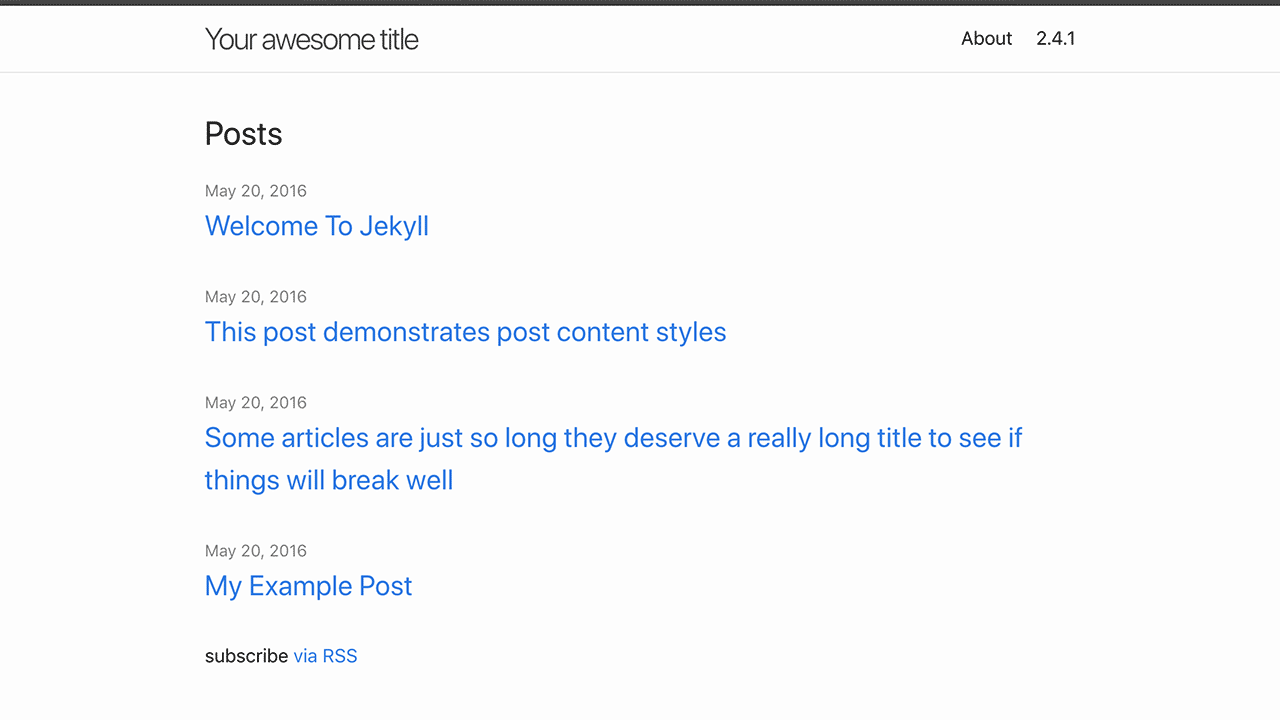 Your awesome title
About 2.4.1
Posts
May 20, 2016
Welcome To Jekyll
May 20, 2016
This post demonstrates post content styles
May 20, 2016
Some articles are just so long they deserve a really long title to see if
things will break well
May 20, 2016
My Example Post
subscribe via RSS